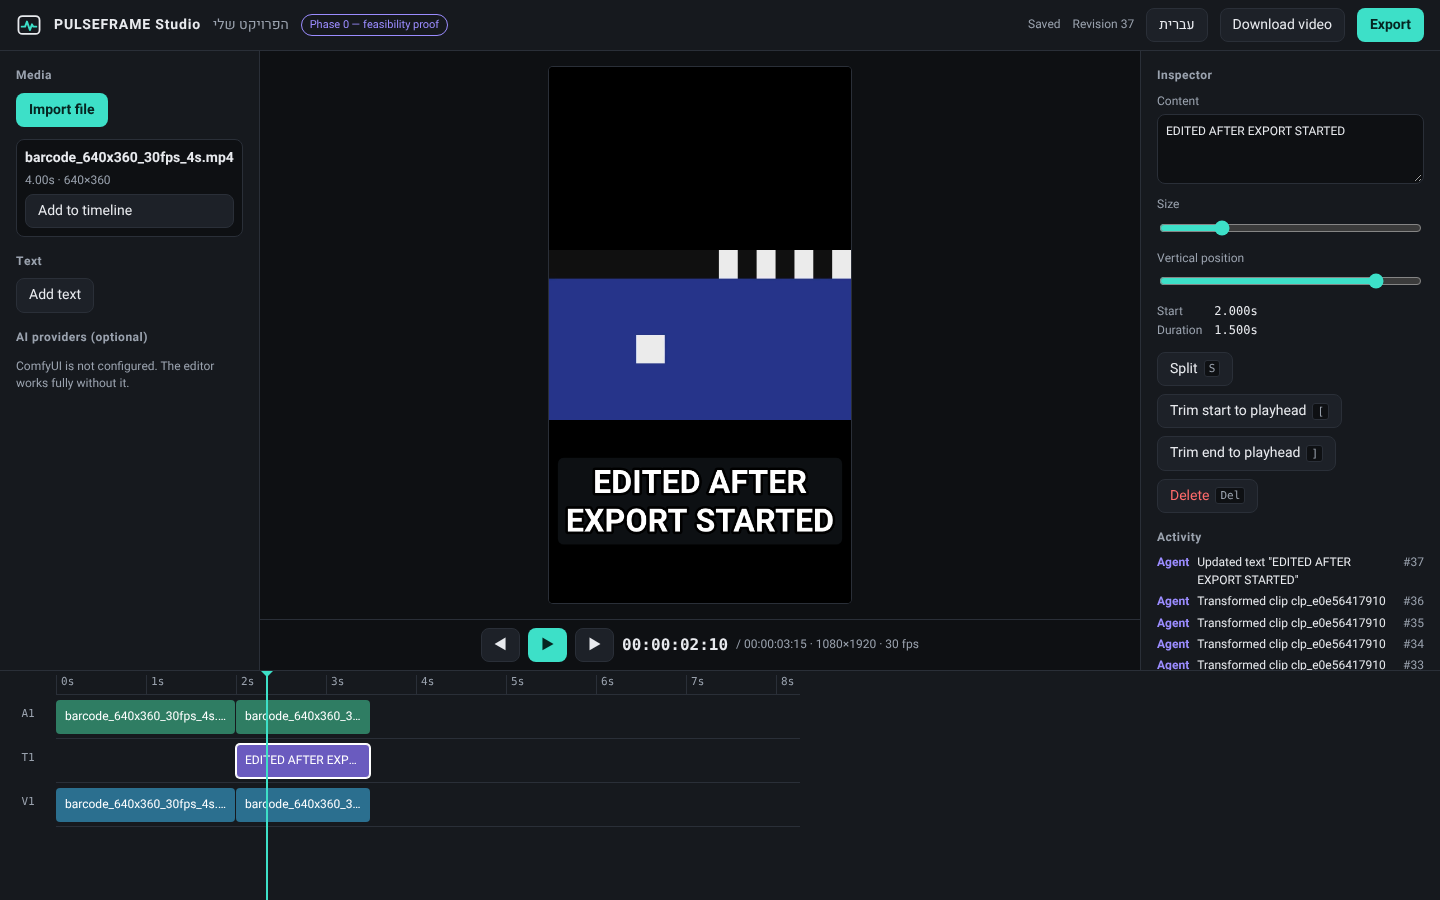 PULSEFRAME Studio
הפרויקט שלי
Phase 0 — feasibility proof
Saved
Revision 37
עברית
Download video
Export
Media
Import file
barcode_640x360_30fps_4s.mp4
4.00s · 640×360
Add to timeline
Text
Add text
AI providers (optional)
ComfyUI is not configured. The editor
works fully without it.
EDITED AFTER
EXPORT STARTED
00:00:02:10 / 00:00:03:15 · 1080×1920 · 30 fps
Inspector
Content
EDITED AFTER EXPORT STARTED
Size
Vertical position
Start 2.000s
Duration 1.500s
Split S
Trim start to playhead [
Trim end to playhead ]
Delete Del
Activity
Agent Updated text "EDITED AFTER #37
EXPORT STARTED"
Agent Transformed clip clp_e0e56417910 #36
Agent Transformed clip clp_e0e56417910 #35
Agent Transformed clip clp_e0e56417910 #34
Agent Transformed clip clp_e0e56417910 #33
0s 1s 2s 3s 4s 5s 6s 7s 8s
A1 barcode_640x360_30fps_4s.… barcode_640x360_3…
T1 EDITED AFTER EXP…
V1 barcode_640x360_30fps_4s.… barcode_640x360_3…